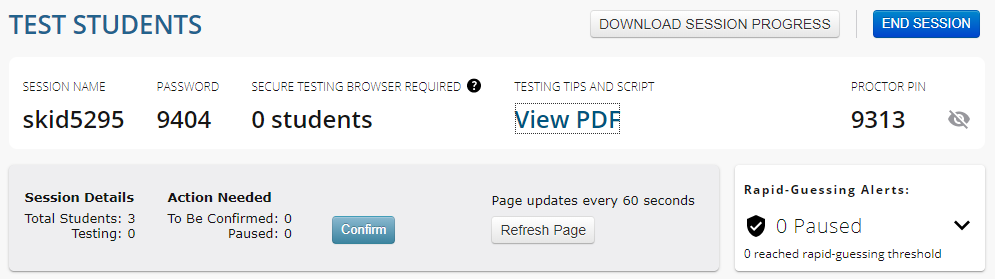 TEST STUDENTS
DOWNLOAD SESSION PROGRESS
END SESSION
SESSION NAME
skid5295
PASSWORD
9404
SECURE TESTING BROWSER REQUIRED ?
0 students
TESTING TIPS AND SCRIPT
View PDF
PROCTOR PIN
9313
Session Details
Total Students: 3
Testing: 0
Action Needed
To Be Confirmed: 0
Paused: 0
Confirm
Page updates every 60 seconds
Refresh Page
Rapid-Guessing Alerts:
0 Paused
0 reached rapid-guessing threshold